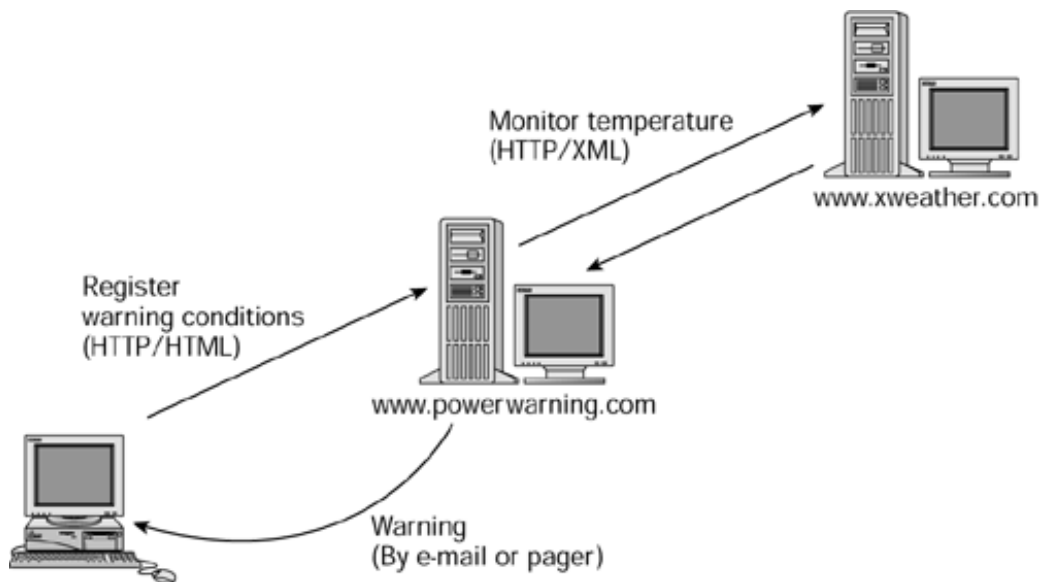 Monitor temperature
(HTTP/XML)
www.xweather.com
Register
warning conditions
(HTTP/HTML)
www.powerwarning.com
Warning
(By e-mail or pager)